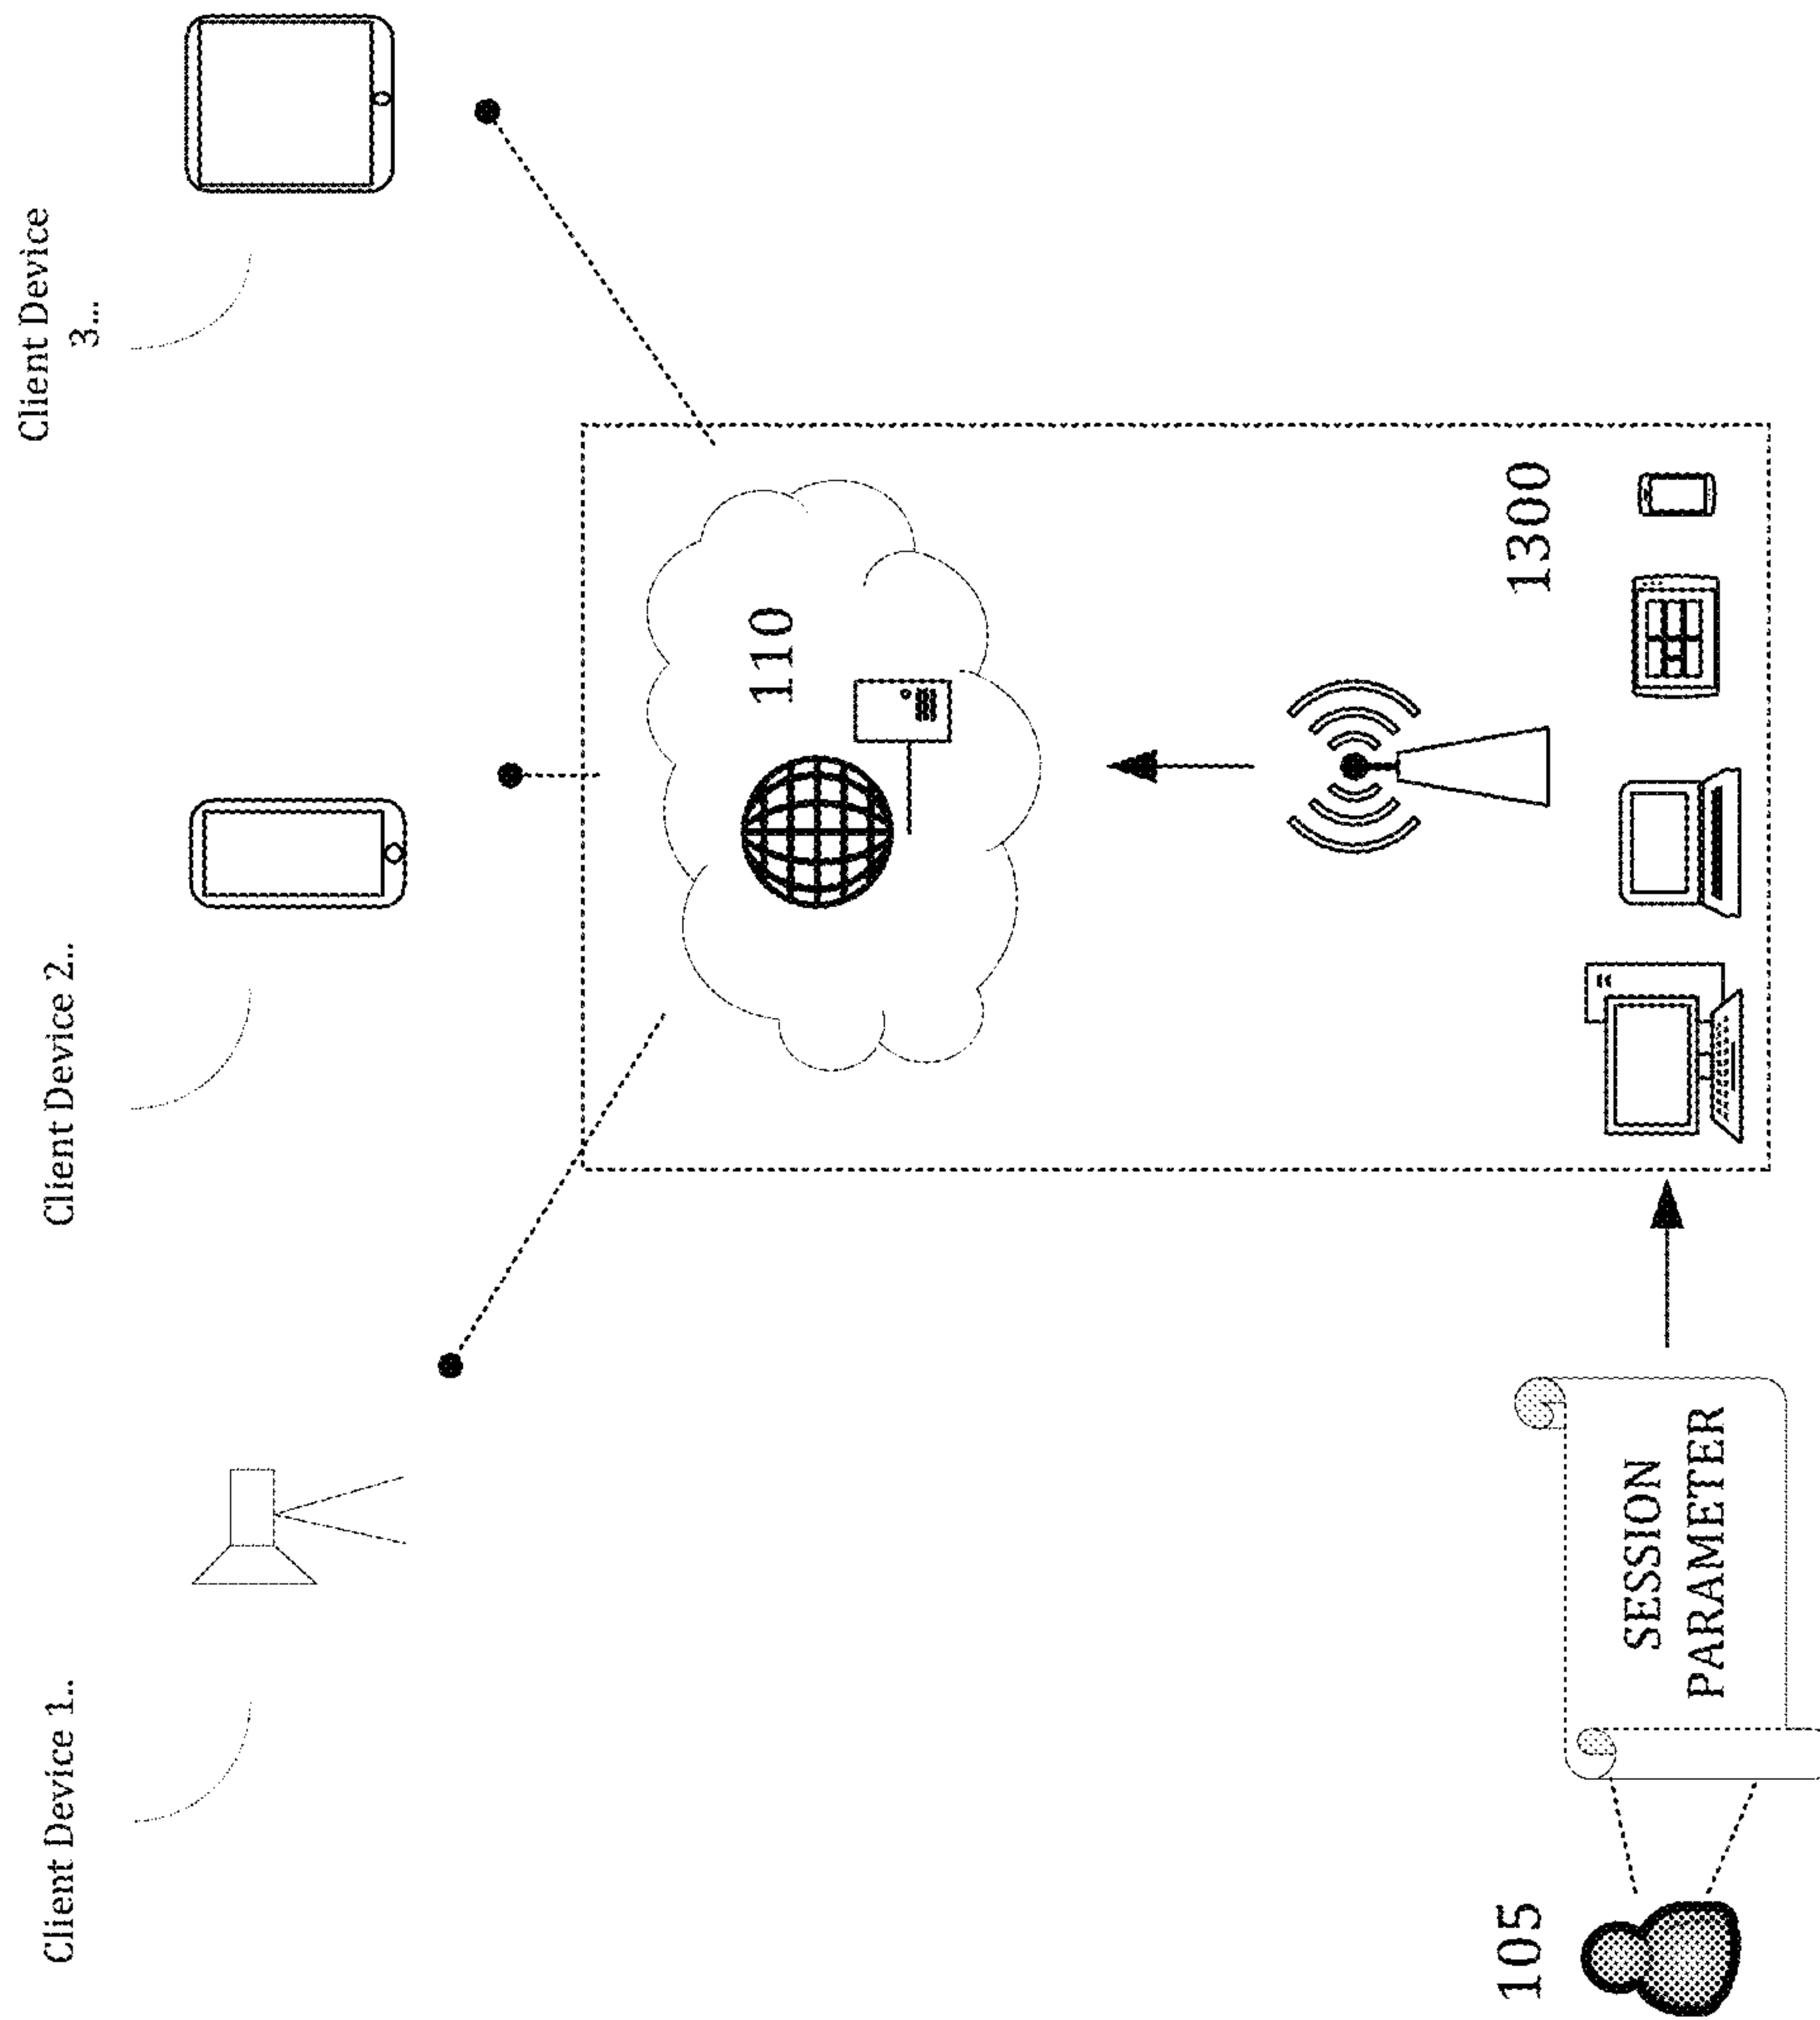 Client Device 1..
Client Device 2..
Client Device
3...
110
1300
105
SESSION
PARAMETER